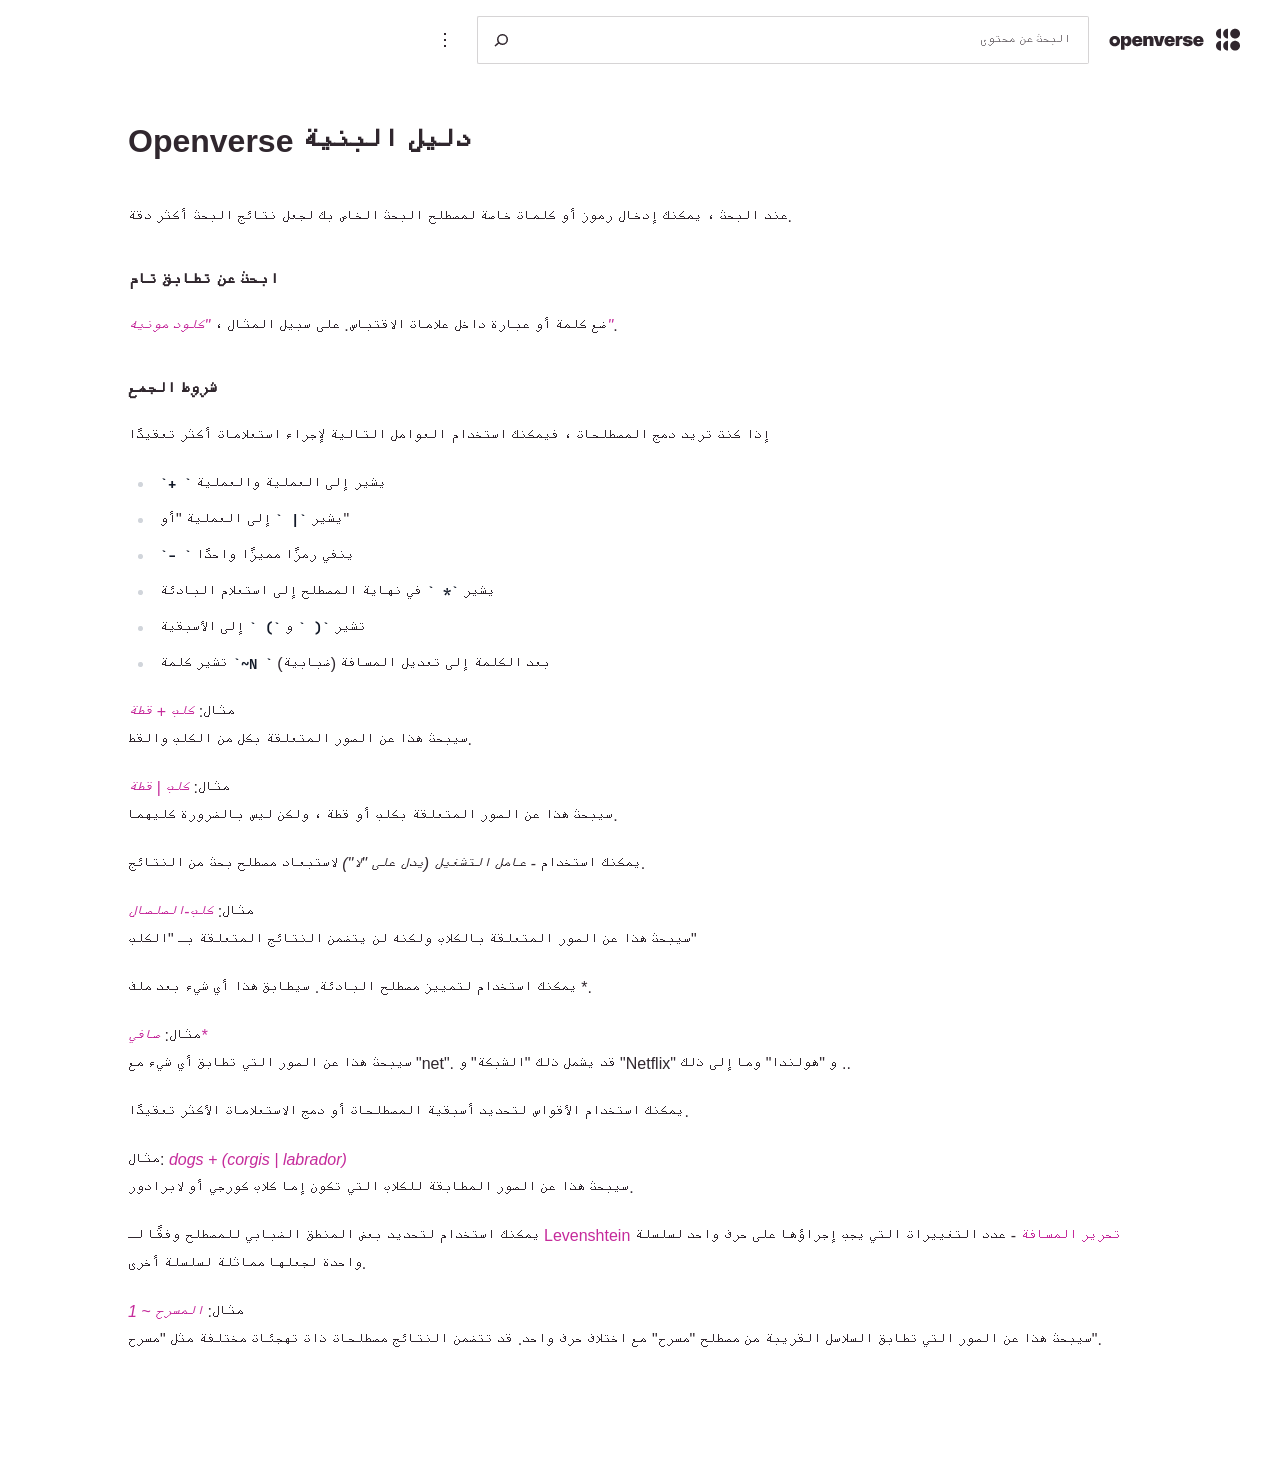 openverse
البحث عن محتوى
دليل البنية Openverse
عند البحث ، يمكنك إدخال رموز أو كلمات خاصة لمصطلح البحث الخاص بك لجعل نتائج البحث أكثر دقة.
ابحث عن تطابق تام
ضع كلمة أو عبارة داخل علامات الاقتباس. على سبيل المثال ، "كلود مونيه".
شروط الجمع
إذا كنت تريد دمج المصطلحات ، فيمكنك استخدام العوامل التالية لإجراء استعلامات أكثر تعقيدًا
يشير إلى العملية والعملية ` +`
يشير `| ` إلى العملية "أو"
ينفي رمزًا مميزًا واحدًا ` -`
يشير `* ` في نهاية المصطلح إلى استعلام البادئة
تشير `( ` و `) ` إلى الأسبقية
بعد الكلمة إلى تعديل المسافة (ضبابية) ` ~N` تشير كلمة
مثال: كلب + قطة
سيبحث هذا عن الصور المتعلقة بكل من الكلب والقط.
مثال: كلب | قطة
سيبحث هذا عن الصور المتعلقة بكلب أو قطة ، ولكن ليس بالضرورة كليهما.
يمكنك استخدام - عامل التشغيل (يدل على "لا") لاستبعاد مصطلح بحث من النتائج.
مثال: كلب-الصلصال
سيبحث هذا عن الصور المتعلقة بالكلاب ولكنه لن يتضمن النتائج المتعلقة بـ "الكلب"
يمكنك استخدام لتمييز مصطلح البادئة. سيطابق هذا أي شيء بعد ملف *.
مثال: صافي*
سيبحث هذا عن الصور التي تطابق أي شيء مع "net". قد يشمل ذلك "الشبكة" و "Netflix" و "هولندا" وما إلى ذلك ..
يمكنك استخدام الأقواس لتحديد أسبقية المصطلحات أو دمج الاستعلامات الأكثر تعقيدًا.
مثال: dogs + (corgis | labrador)
سيبحث هذا عن الصور المطابقة للكلاب التي تكون إما كلاب كورجي أو لابرادور.
يمكنك استخدام لتحديد بعض المنطق الضبابي للمصطلح وفقًا لـ Levenshtein تحرير المسافة - عدد التغييرات التي يجب إجراؤها على حرف واحد لسلسلة
واحدة لجعلها مماثلة لسلسلة أخرى.
مثال: المسرح ~ 1
سيبحث هذا عن الصور التي تطابق السلاسل القريبة من مصطلح "مسرح" مع اختلاف حرف واحد. قد تتضمن النتائج مصطلحات ذات تهجئات مختلفة مثل "مسرح".